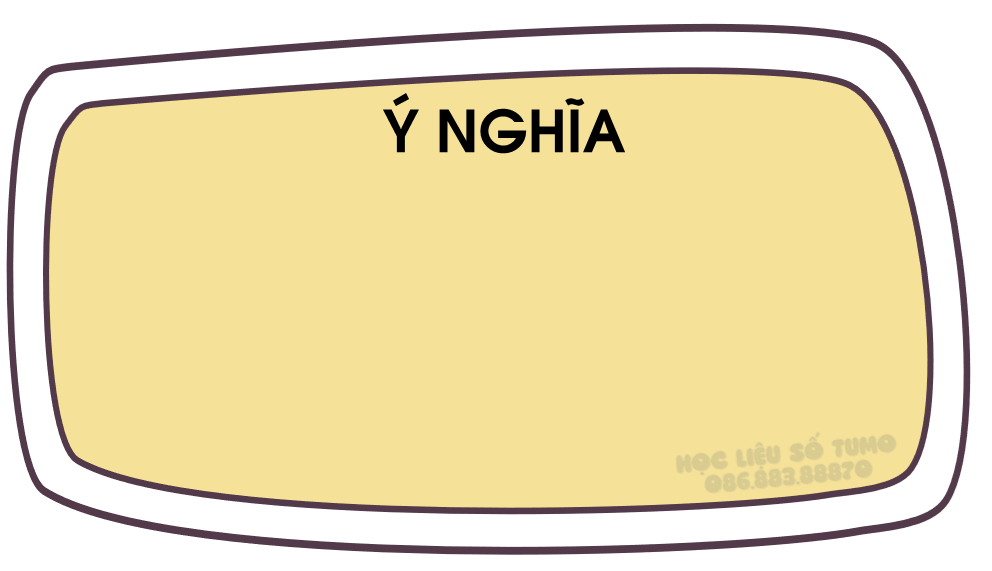 Ý NGHĨA
HỌC LIỆU SỐ TUMO
086.883.88870